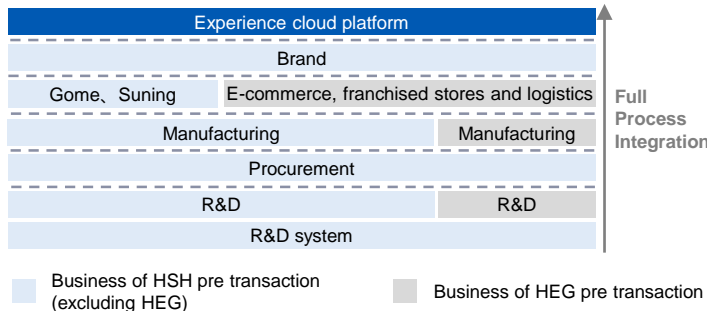 Experience cloud platform
Brand
Gome、Suning
E-commerce, franchised stores and logistics
Manufacturing
Manufacturing
Procurement
R&D
R&D
R&D system
Full
Process
Integration
Business of HSH pre transaction
(excluding HEG)
Business of HEG pre transaction